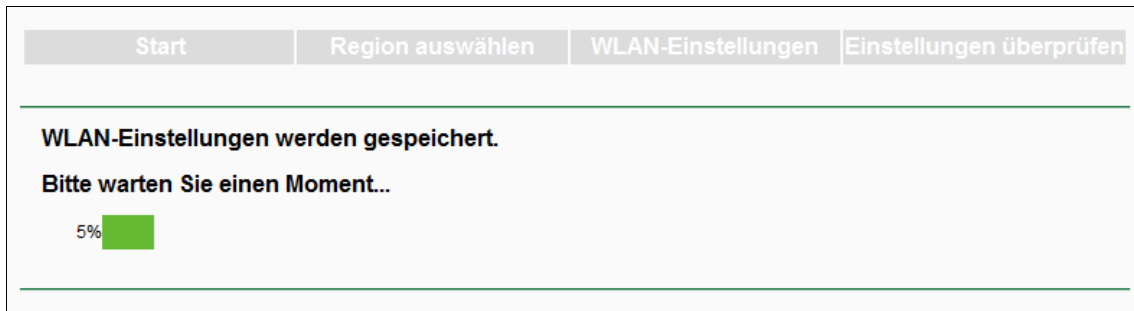 Start Region auswählen WLAN-Einstellungen Einstellungen überprüfen
WLAN-Einstellungen werden gespeichert.
Bitte warten Sie einen Moment...
5%